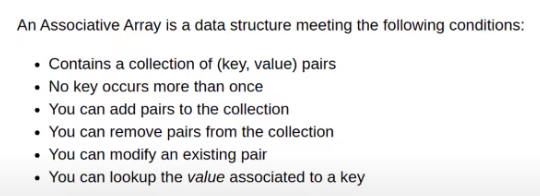 An Associative Array is a data structure meeting the following conditions:
• Contains a collection of (key, value) pairs
• No key occurs more than once
• You can add pairs to the collection
• You can remove pairs from the collection
• You can modify an existing pair
• You can lookup the value associated to a key